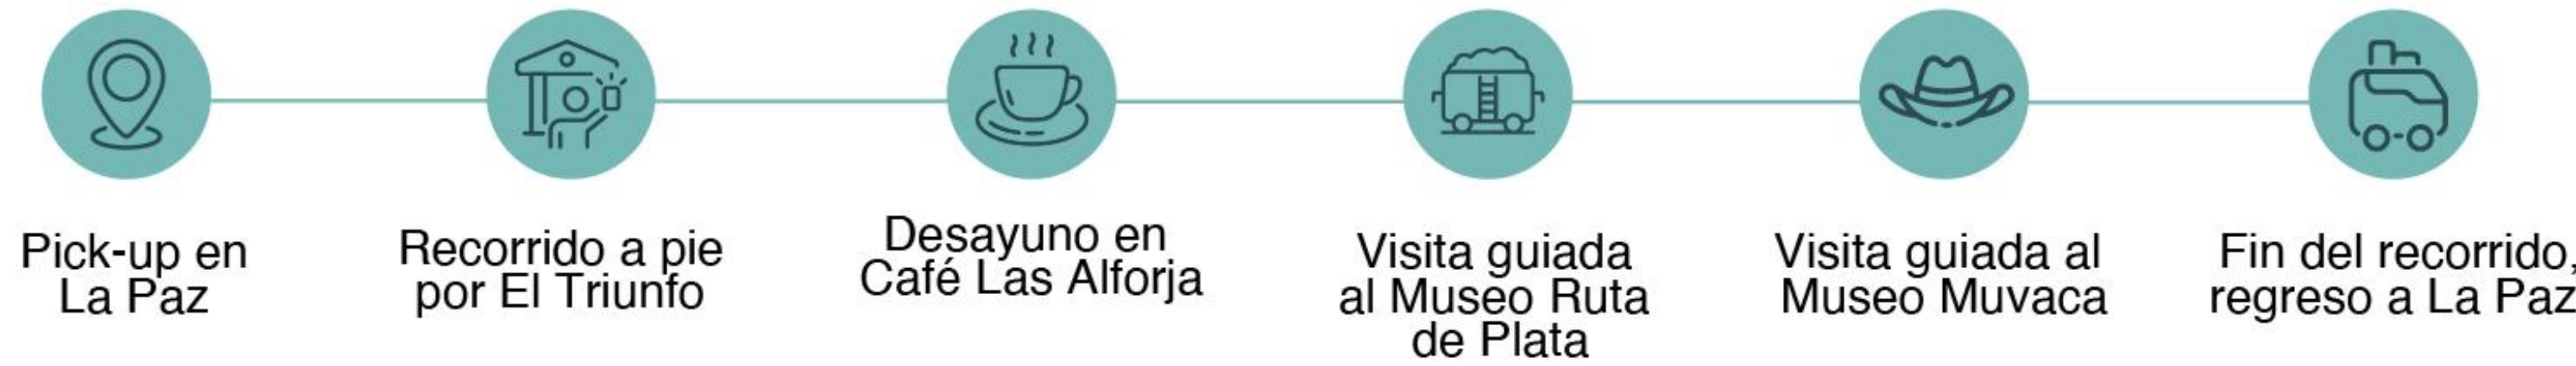 Pick-up en
La Paz
Recorrido a pie
por El Triunfo
Desayuno en
Café Las Alforja
Visita guiada
al Museo Ruta
de Plata
Visita guiada al
Museo Muvaca
Fin del recorrido,
regreso a La Paz